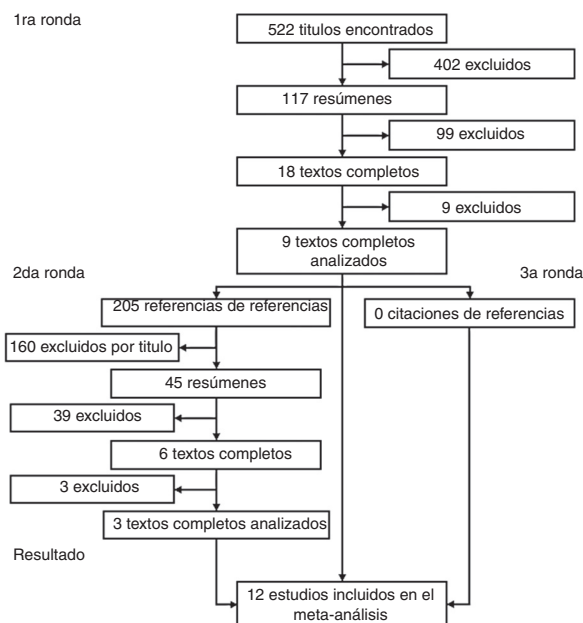 1ra ronda
522 titulos encontrados
402 excluidos
117 resúmenes
99 excluidos
18 textos completos
9 excluidos
9 textos completos
analizados
2da ronda
3a ronda
205 referencias de referencias
0 citaciones de referencias
160 excluidos por titulo
45 resúmenes
39 excluidos
6 textos completos
3 excluidos
3 textos completos analizados
Resultado
12 estudios incluidos en el
meta-análisis